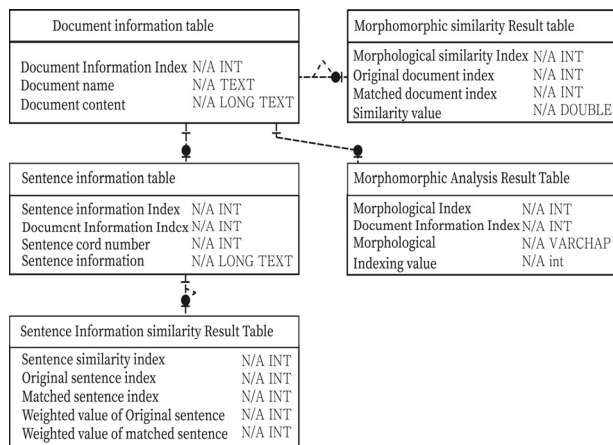 Document information table
Document Information Index N/A INT
Document name N/A TEXT
Document content N/A LONG TEXT
Morphomorphic similarity Result table
Morphological similarity Index N/A INT
Original document index N/A INT
Matched document index N/A INT
Similarity value N/A DOUBLE
Sentence information table
Sentence information Index N/A INT
Document Information Index N/A INT
Sentence cord number N/A INT
Sentence information N/A LONG TEXT
Morphomorphic Analysis Result Table
Morphological Index N/A INT
Document Information Index N/A INT
Morphological N/A VARCHAP
Indexing value N/A int
Sentence Information similarity Result Table
Sentence similarity index N/A INT
Original sentence index N/A INT
Matched sentence index N/A INT
Weighted value of Original sentence N/A INT
Weighted value of matched sentence N/A INT